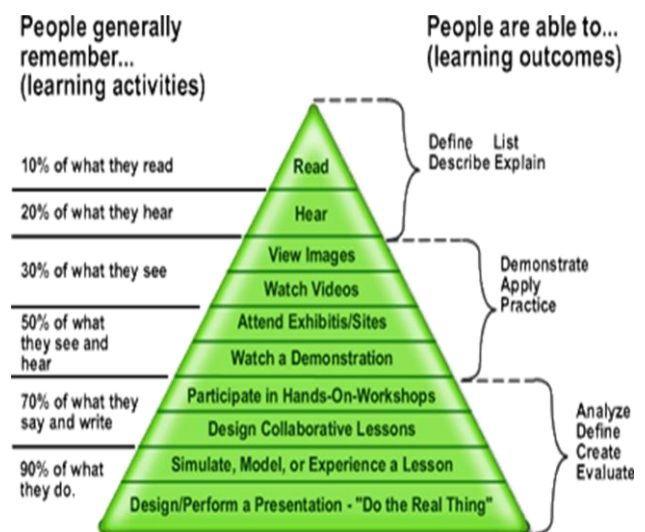 People generally
remember...
(learning activities)
People are able to...
(learning outcomes)
10% of what they read
20% of what they hear
30% of what they see
50% of what
they see and
hear
70% of what they
say and write
90% of what
they do.
Read
Hear
View Images
Watch Videos
Attend Exhibitis/Sites
Watch a Demonstration
Participate in Hands-On-Workshops
Design Collaborative Lessons
Simulate, Model, or Experience a Lesson
Design/Perform a Presentation - "Do the Real Thing"
Define List
Describe Explain
Demonstrate
Apply
Practice
Analyze
Define
Create
Evaluate